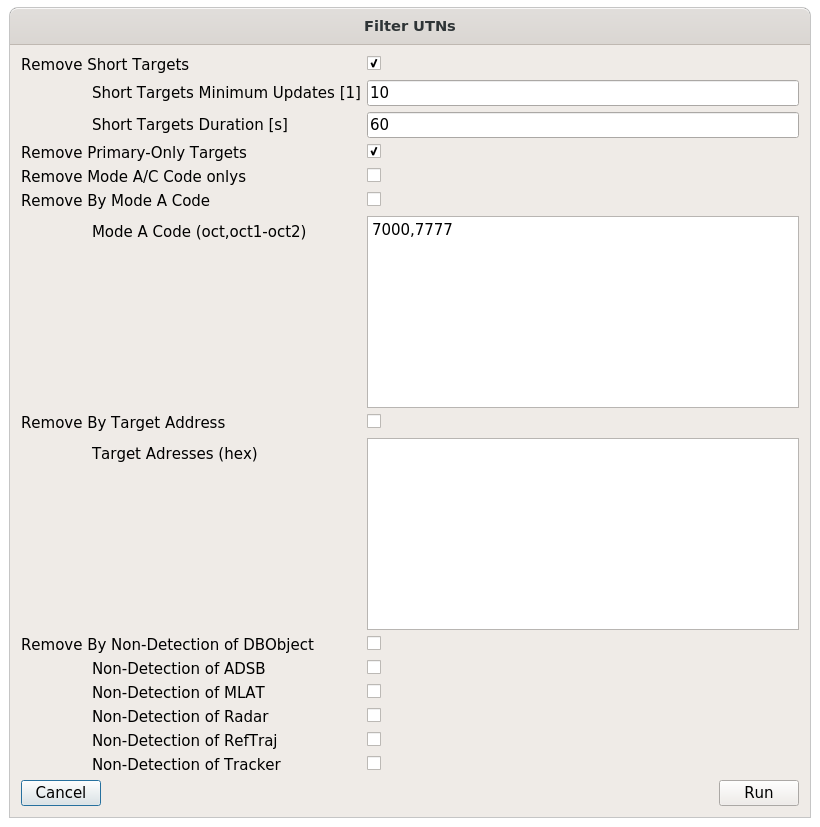 Filter UTNs
Remove Short Targets
Short Targets Minimum Updates [1] 10
Short Targets Duration [s] 60
Remove Primary-Only Targets
Remove Mode A/C Code onlys
Remove By Mode A Code
Mode A Code (oct,oct1-oct2) 7000,7777
Remove By Target Address
Target Adresses (hex)
Remove By Non-Detection of DBObject
Non-Detection of ADSB
Non-Detection of MLAT
Non-Detection of Radar
Non-Detection of RefTraj
Non-Detection of Tracker
Cancel Run